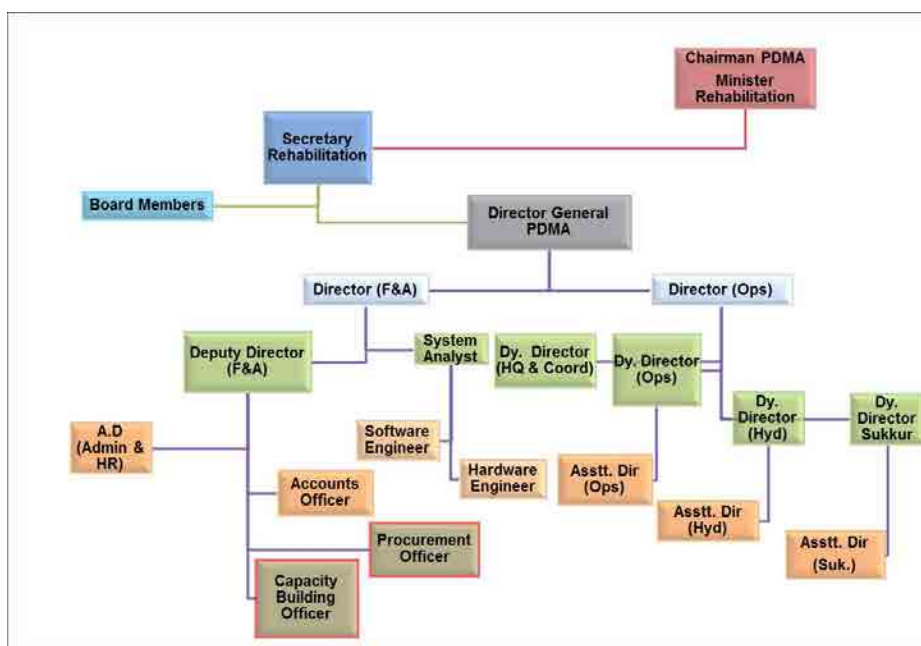 Chairman PDMA
Minister
Rehabilitation
Secretary
Rehabilitation
Board Members
Director General
PDMA
Director (F&A)
Director (Ops)
Deputy Director
(F&A)
System
Analyst
Dy. Director
(HQ & Coord)
Dy. Director
(Ops)
Dy.
Director
(Hyd)
Dy.
Director
Sukkur
A.D
(Admin &
HR)
Software
Engineer
Hardware
Engineer
Asstt. Dir
(Ops)
Accounts
Officer
Asstt. Dir
(Hyd)
Procurement
Officer
Asstt. Dir
(Suk.)
Capacity
Building
Officer